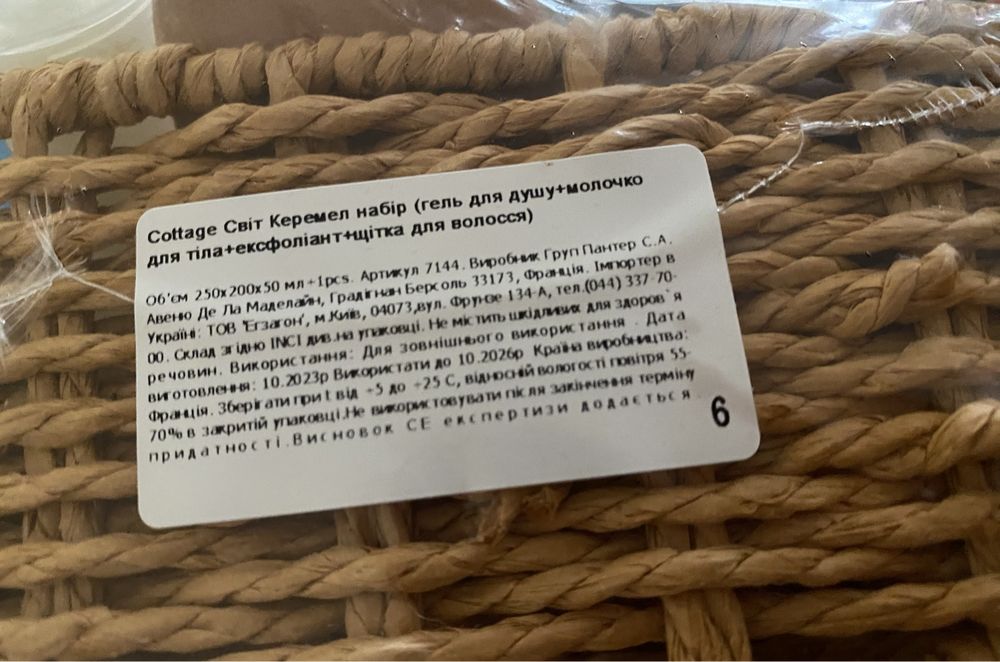 Cottage Світ Керемел набір (гель для душу+молочко
для тіла+ексфоліант+щітка для волосся)
Об'єм 250x200x50 мл+1pcs. Артикул 7144. Виробник Груп Пантер С.А.
Авеню Де Ла Маделайн, Градігнан Берсоль 33173, Франція. Імпортер в
Україні: ТОВ "Егзагон", м.Київ, 04073,вул. Фрунзе 134-А, тел.(044) 337-70-
00. Склад згідно INCI див.на упаковці. Не містить шкідливих для здоров`я
речовин. Використання: Для зовнішнього використання . Дата
виготовлення: 10.2023р Використати до 10.2026р Країна виробництва:
Франція. Зберігати при t від +5 до +25 С, відносній вологості повітря 55-
70% в закритій упаковці.Не використовувати після закінчення терміну
придатності.Висновок СЕ експертизи додається.
6